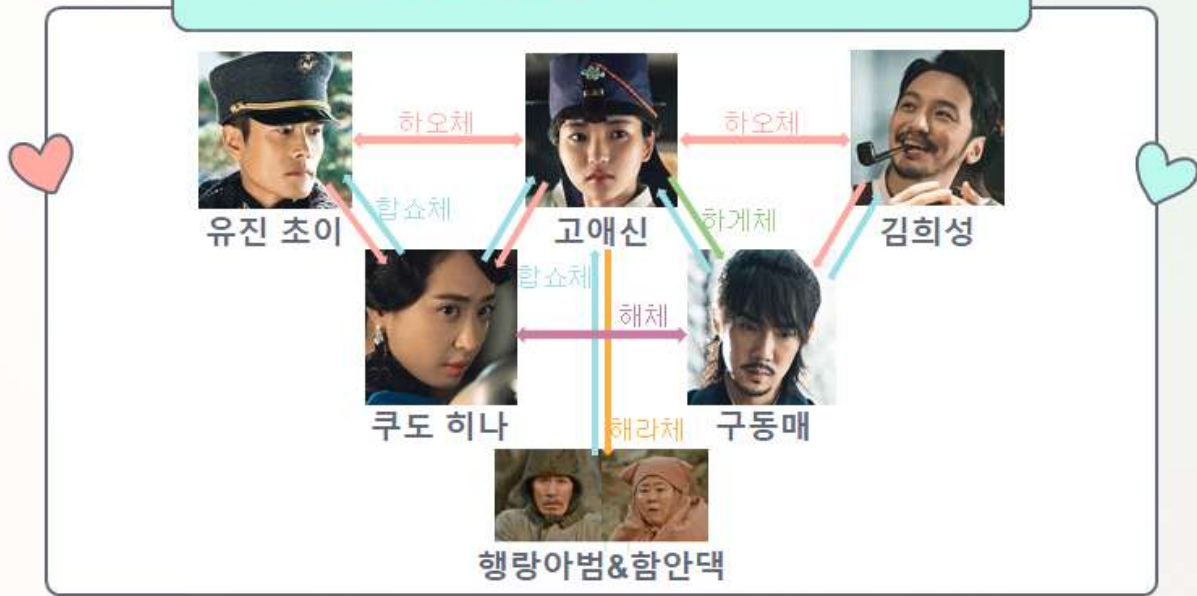 하오체
하오체
합쇼체
하게체
유진 초이
고애신
김희성
합쇼체
해체
쿠도 히나
해라체
구동매
행랑아범&함안댁